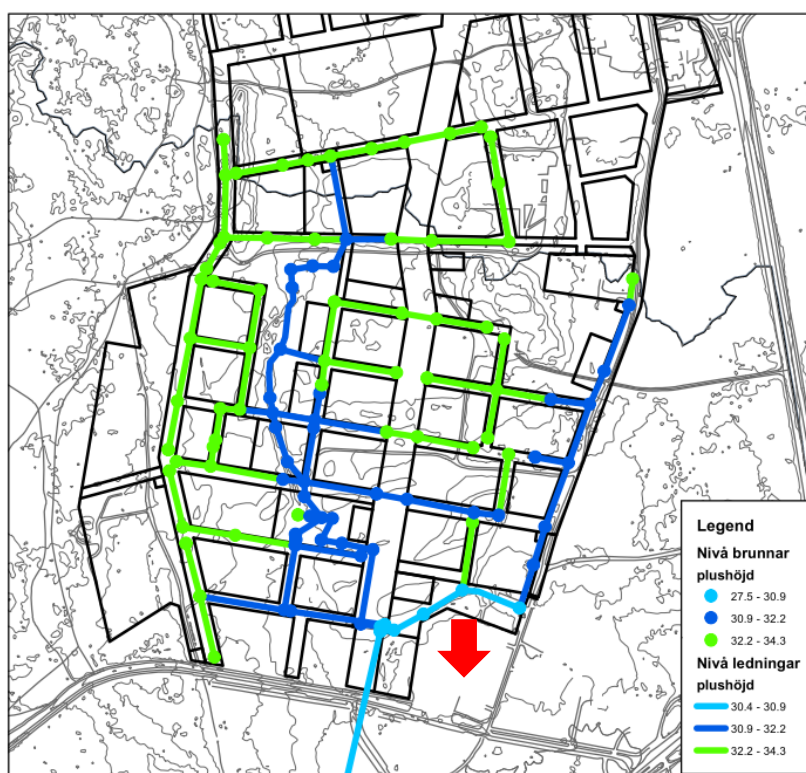 Legend
Nivå brunnar
plushöjd
27.5 - 30.9
30.9 - 32.2
32.2 - 34.3
Nivå ledningar
plushöjd
30.4 - 30.9
30.9 - 32.2
32.2 - 34.3